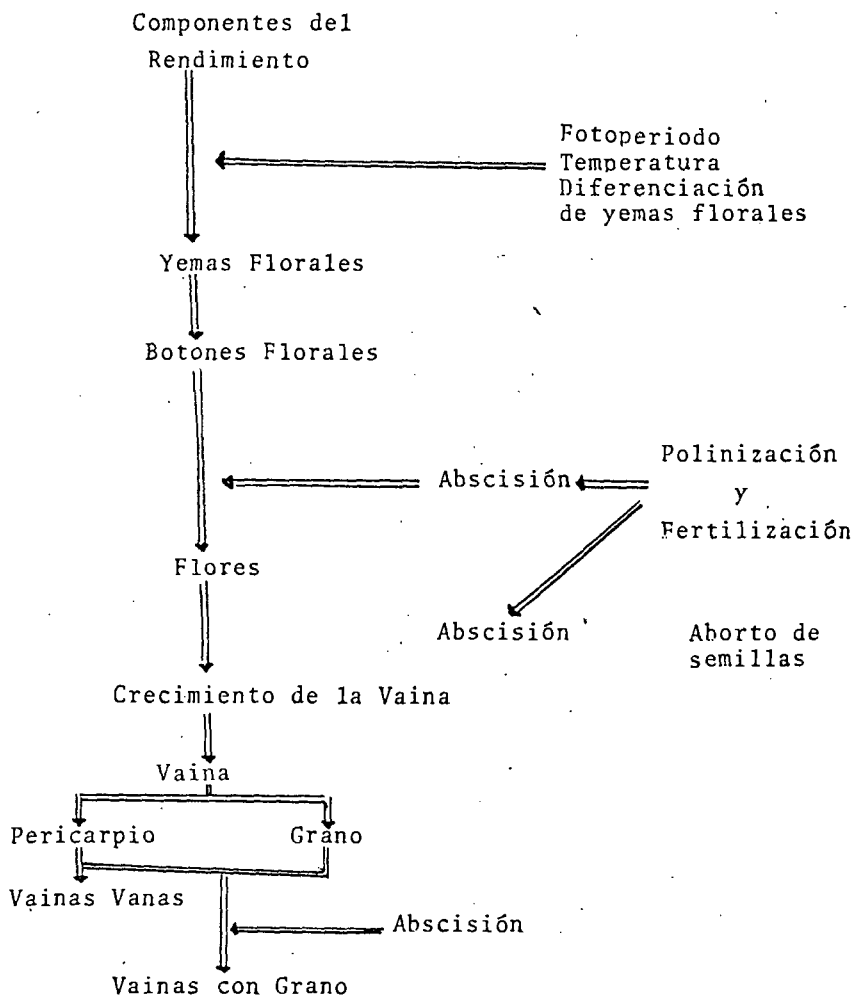 Componentes del
Rendimiento
Fotoperiodo
Temperatura
Diferenciación
de yemas florales
Yemas Florales
Botones Florales
Polinización
Abscisión
y
Fertilización
Flores
Abscisión
Aborto de
semillas
Crecimiento de la Vaina
Vaina
Pericarpio Grano
Vainas Vanas
Abscisión
Vainas con Grano